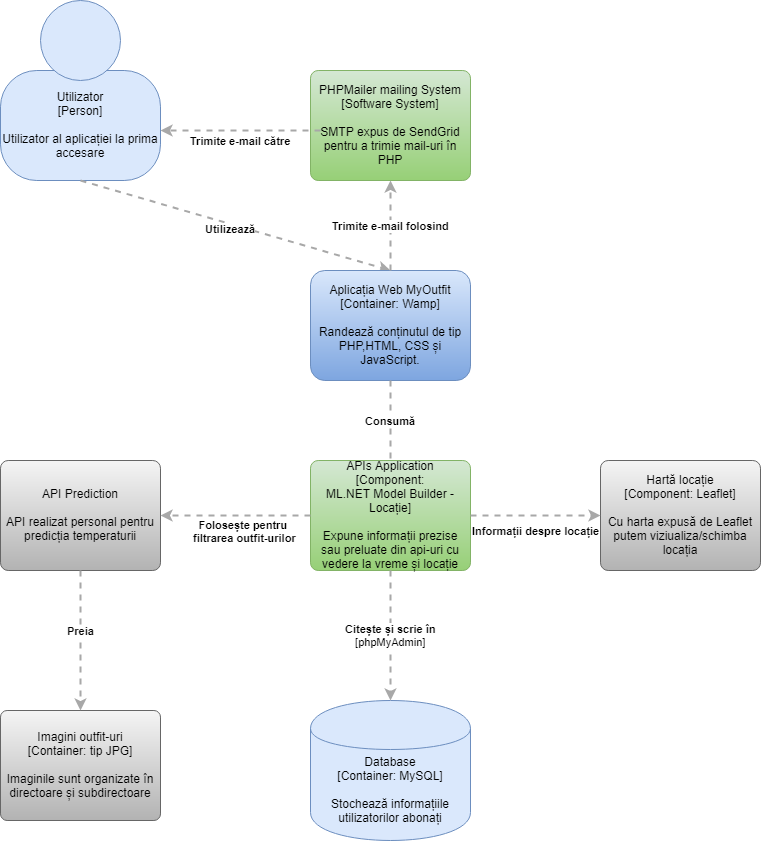 Utilizator
[Person]
Utilizator al aplicației la prima
accesare
PHPMailer mailing System
[Software System]
SMTP expus de SendGrid
pentru a trimie mail-uri în
PHP
Trimite e-mail către
Utilizează
Trimite e-mail folosind
Aplicația Web MyOutfit
[Container: Wamp]
Randează conținutul de tip
PHP,HTML, CSS și
JavaScript.
Consumă
API Prediction
API realizat personal pentru
predicția temperaturii
Folosește pentru
filtrarea outfit-urilor
APIs Application
[Component:
ML.NET Model Builder -
Locație]
Expune informații prezise
sau preluate din api-uri cu
vedere la vreme și locație
Informații despre locație
Hartă locație
[Component: Leaflet]
Cu harta expusă de Leaflet
putem viziualiza/schimba
locația
Preia
Citește și scrie în
[phpMyAdmin]
Imagini outfit-uri
[Container: tip JPG]
Imaginile sunt organizate în
directoare și subdirectoare
Database
[Container: MySQL]
Stochează informațiile
utilizatorilor abonați